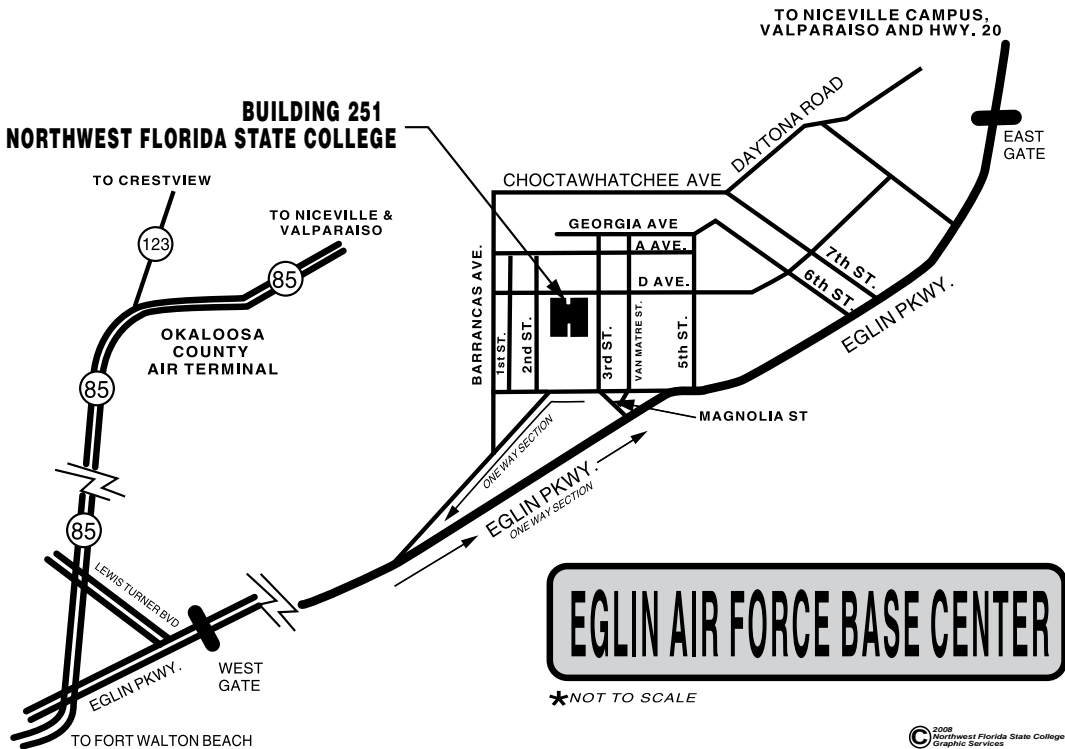 TO NICEVILLE CAMPUS,
VALPARAISO AND HWY. 20
BUILDING 251
NORTHWEST FLORIDA STATE COLLEGE
DAYTONA ROAD
EAST
GATE
TO CRESTVIEW
CHOCTAWHATCHEE AVE
TO NICEVILLE &
VALPARAISO
GEORGIA AVE
123
A AVE.
BARRANCAS AVE.
7th ST.
85
D AVE.
6th ST.
OKALOOSA
COUNTY
AIR TERMINAL
1st ST.
2nd ST.
3rd ST.
VAN MATRE ST.
5th ST.
EGLIN PKWY.
85
MAGNOLIA ST
ONE WAY SECTION
EGLIN PKWY.
ONE WAY SECTION
85
LEWIS TURNER BVD
WEST
GATE
EGLIN PKWY.
EGLIN AIR FORCE BASE CENTER
*NOT TO SCALE
TO FORT WALTON BEACH
© 2008
Northwest Florida State College
Graphic Services